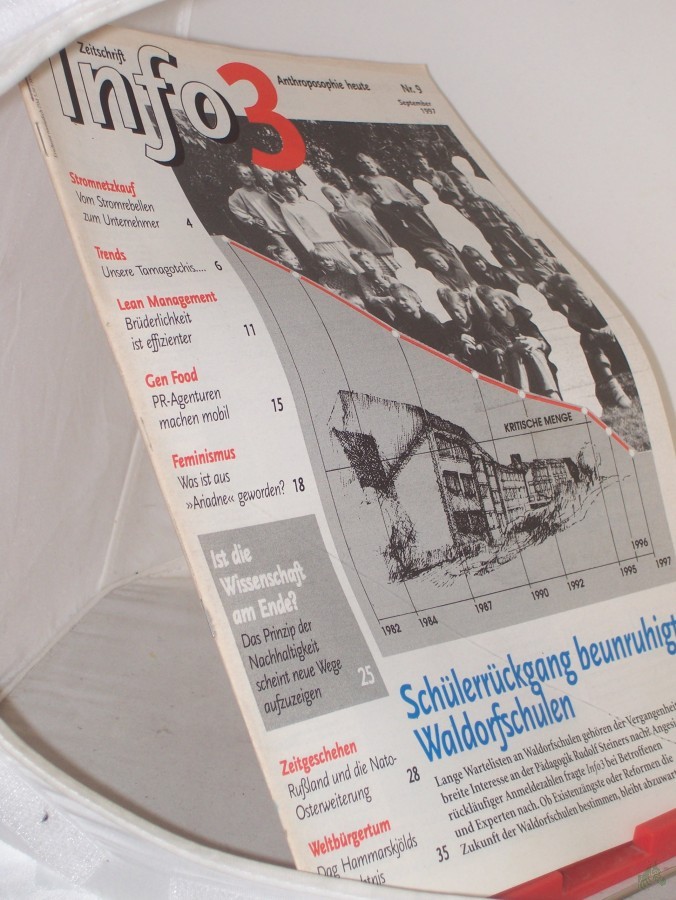 Zeitschrift
Info3
Anthroposophie heute
Nr. 9
September
1997
Stromnetzkauf
Vom Stromrebellen
zum Unternehmer 4
Trends
Unsere Tamagotchis.... 6
Lean Management
Brüderlichkeit
ist effizienter 11
Gen Food
PR-Agenturen
machen mobil 15
Feminismus
Was ist aus
»Ariadne« geworden? 18
Ist die
Wissenschaft
am Ende?
Das Prinzip der
Nachhaltigkeit
scheint neue Wege
aufzuzeigen 25
Zeitgeschehen
Rußland und die Nato-
Osterweiterung 28
Weltbürgertum
Dag Hammarskjölds
35
KRITISCHE MENGE
1982 1984 1987 1990 1992 1995 1996 1997
Schülerrückgang beunruhigt
Waldorfschulen
Lange Wartelisten an Waldorfschulen gehören der Vergangenheit
breite Interesse an der Pädagogik Rudolf Steiners nach? Angesi
rückläufiger Anmeldezahlen fragte Info3 bei Betroffenen
und Experten nach. Ob Existenzängste oder Reformen die
Zukunft der Waldorfschulen bestimmen, bleibt abzuwar